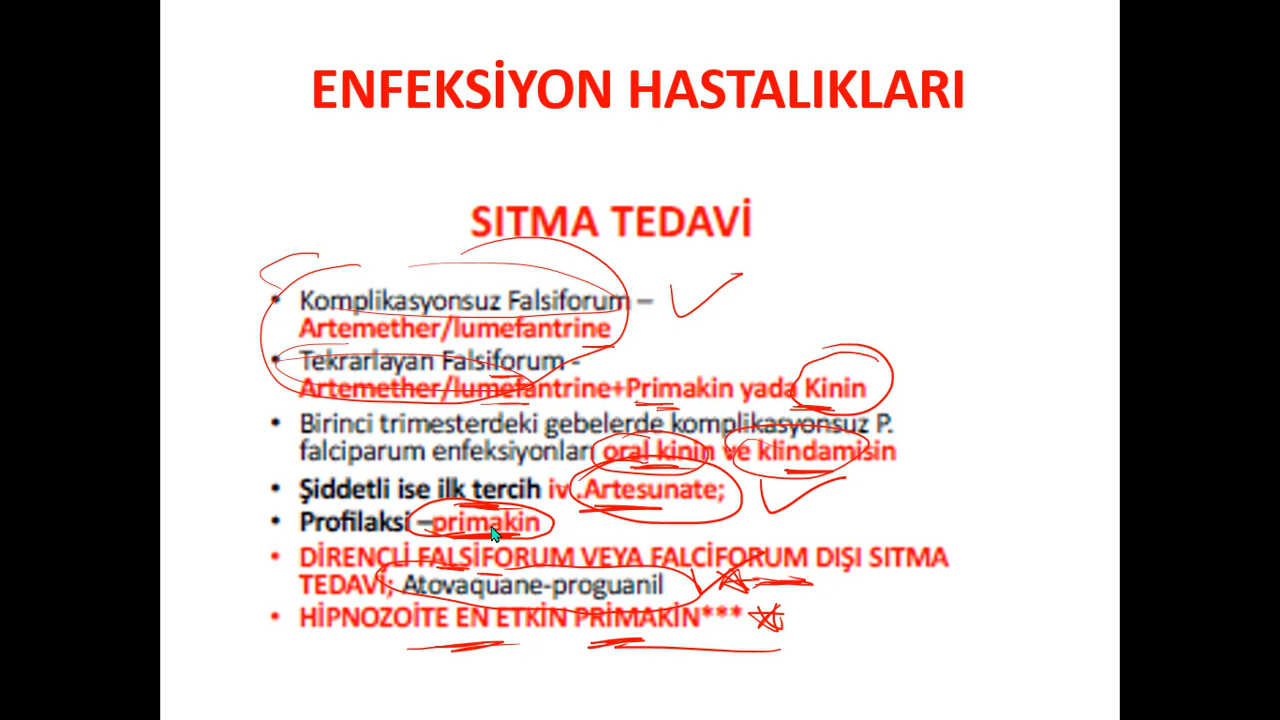 ENFEKSİYON HASTALIKLARI
SITMA TEDAVİ
• Komplikasyonsuz Falsiforum –
Artemether/lumefantrine
• Tekrarlayan Falsiforum -
Artemether/lumefantrine+Primakin yada Kinin
• Birinci trimesterdeki gebelerde komplikasyonsuz P.
falciparum enfeksiyonları oral kinin ve klindamisin
• Şiddetli ise ilk tercih iv .Artesunate;
• Profilaksi –primakin
• DİRENÇLİ FALSİFORUM VEYA FALCİFORUM DIŞI SITMA
TEDAVİ; Atovaquane-proguanil
• HİPNOZOİTE EN ETKİN PRİMAKİN***